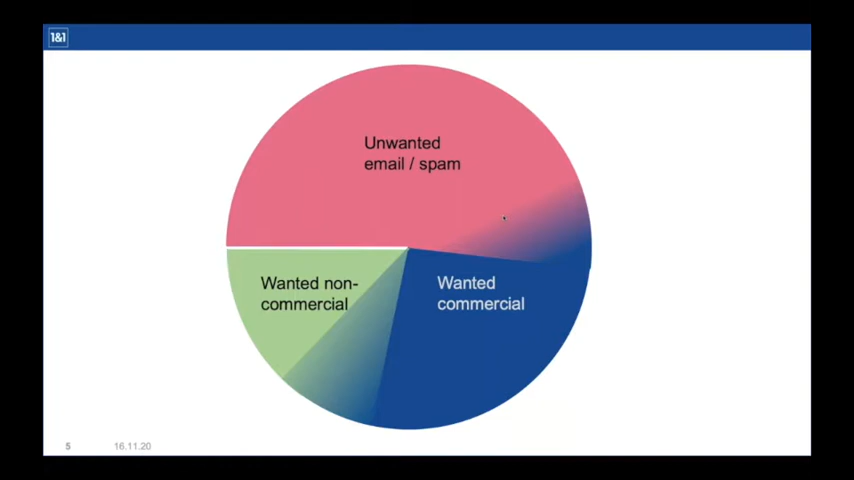 1&1
Unwanted
email / spam
Wanted non-
commercial
Wanted
commercial
5
16.11.20